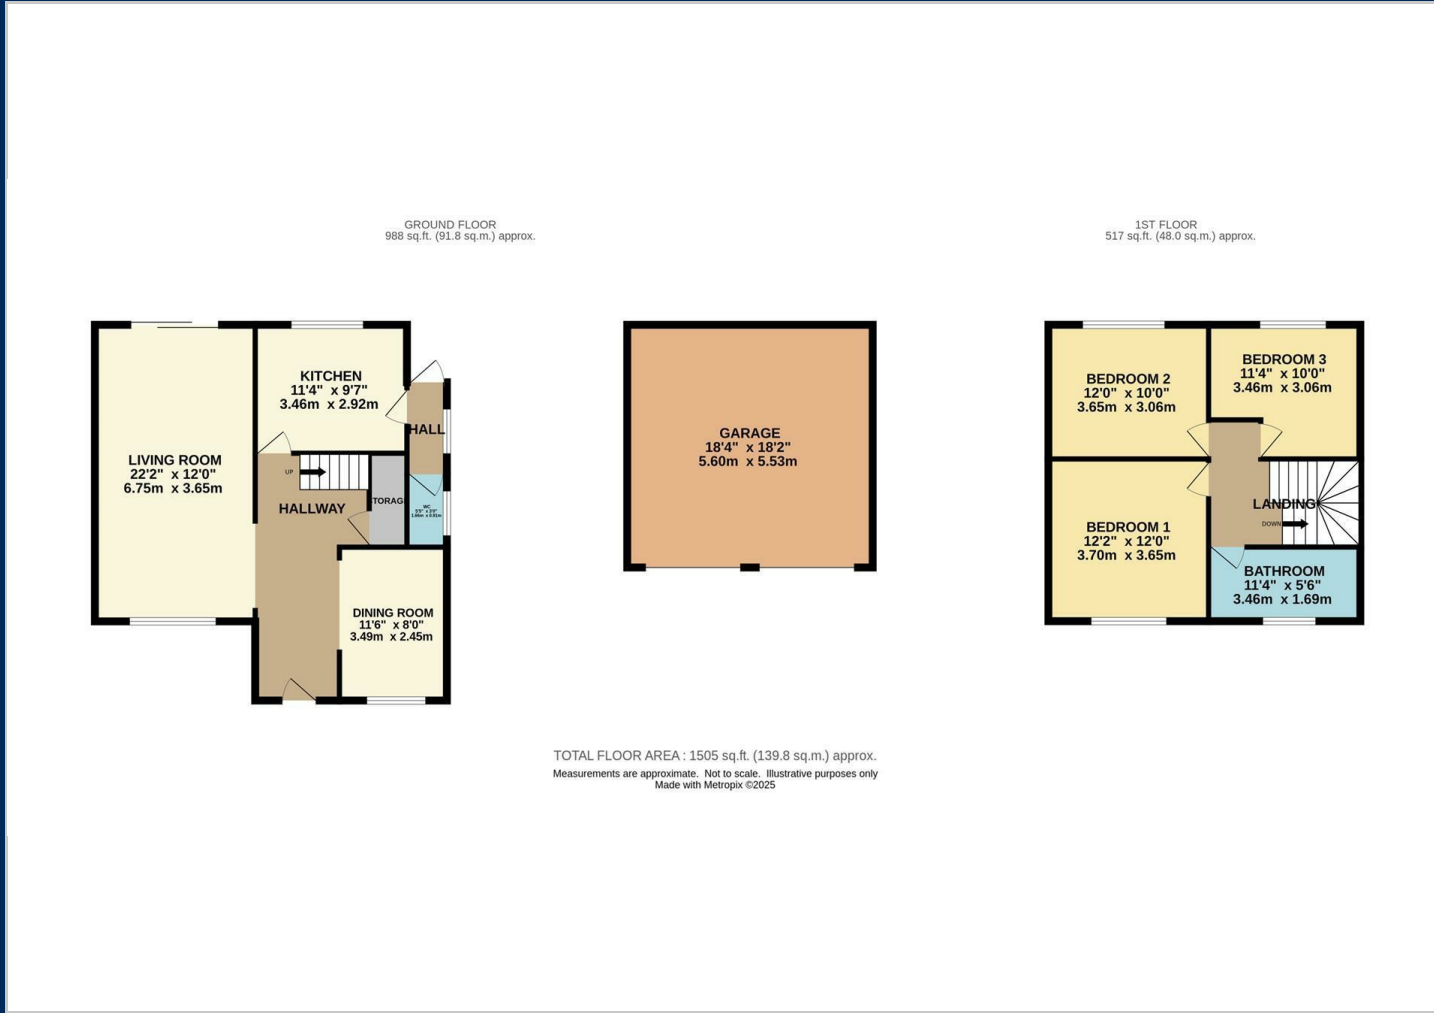 GROUND FLOOR
988 sq.ft. (91.8 sq.m.) approx.
1ST FLOOR
517 sq.ft. (48.0 sq.m.) approx.
KITCHEN
11'4" x 9'7"
3.46m x 2.92m
HALL
LIVING ROOM
22'2" x 12'0"
6.75m x 3.65m
UP
HALLWAY
STORAGE
WC
DINING ROOM
11'6" x 8'0"
3.49m x 2.45m
GARAGE
18'4" x 18'2"
5.60m x 5.53m
BEDROOM 2
12'0" x 10'0"
3.65m x 3.06m
BEDROOM 3
11'4" x 10'0"
3.46m x 3.06m
BEDROOM 1
12'2" x 12'0"
3.70m x 3.65m
LANDING
DOWN
BATHROOM
11'4" x 5'6"
3.46m x 1.69m
TOTAL FLOOR AREA : 1505 sq.ft. (139.8 sq.m.) approx.
Measurements are approximate. Not to scale. Illustrative purposes only
Made with Metropix ©2025